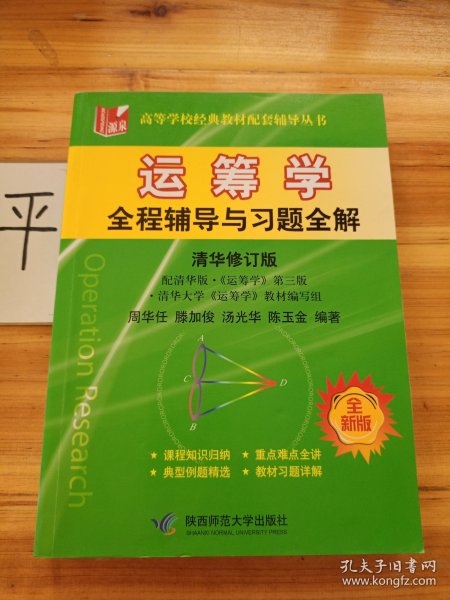 平
源泉
高等学校经典教材配套辅导丛书
运筹学
全程辅导与习题全解
清华修订版
配清华版·《运筹学》第三版
·清华大学《运筹学》教材编写组
周华任 滕加俊 汤光华 陈玉金 编著
Operation Research
A
C
D
B
全新版
★ 课程知识归纳 ★ 重点难点全讲
★ 典型例题精选 ★ 教材习题详解
陕西师范大学出版社
SHAANXI NORMAL UNIVERSITY PRESS
孔夫子旧书网
www.kongfz.com